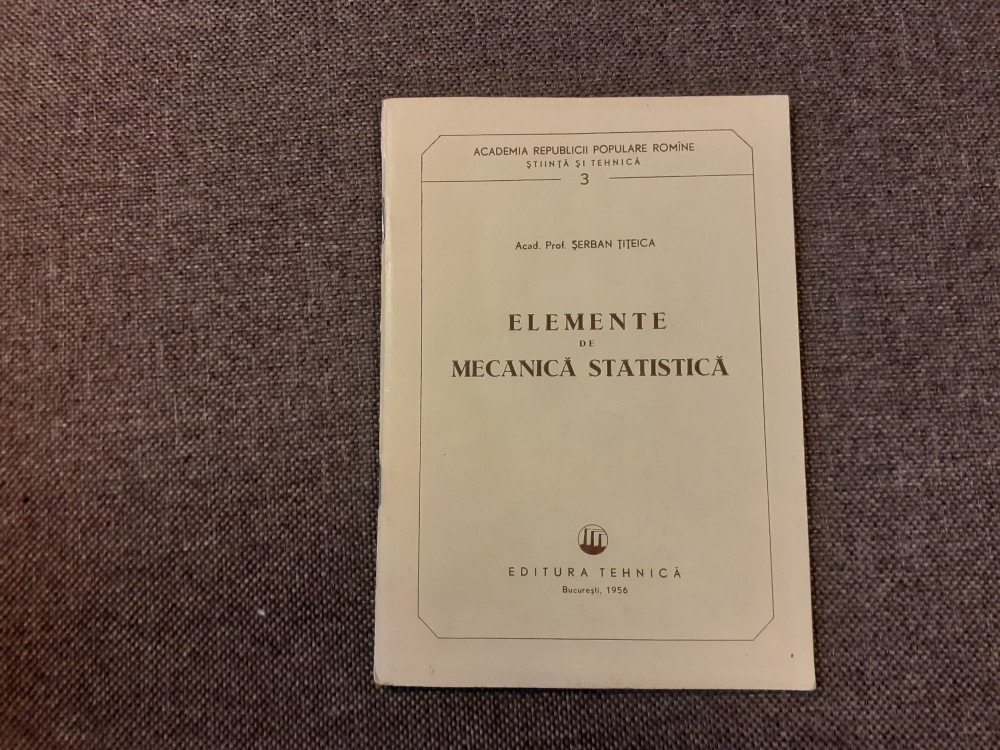 ACADEMIA REPUBLICII POPULARE ROMÎNE
ȘTIINȚĂ ȘI TEHNICĂ
3
Acad. Prof. ȘERBAN ȚIȚEICA
ELEMENTE
DE
MECANICĂ STATISTICĂ
EDITURA TEHNICĂ
București, 1956